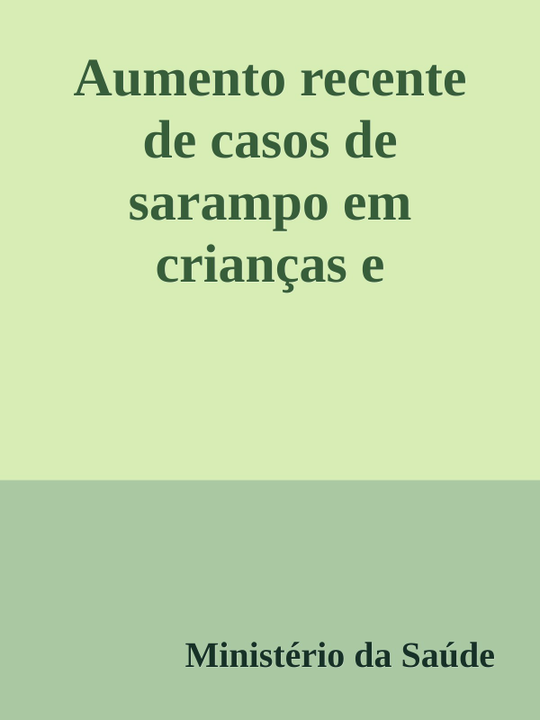 Aumento recente
de casos de
sarampo em
crianças e
Ministério da Saúde